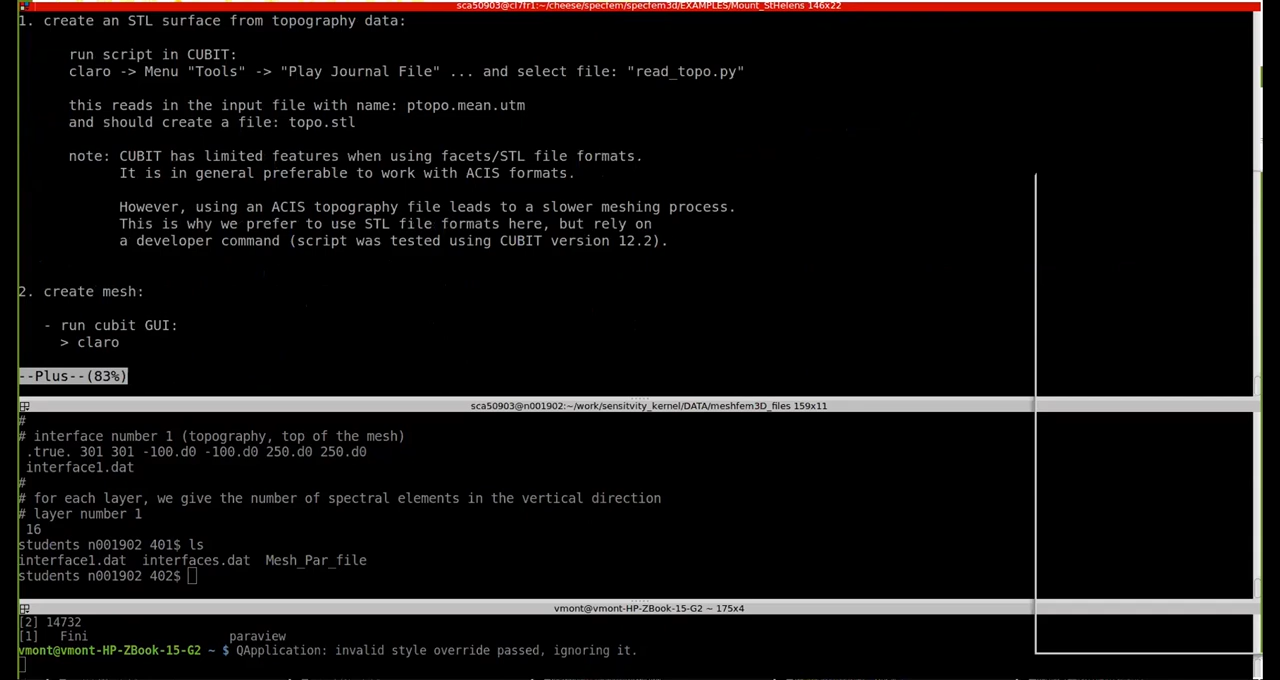 sca50903@cl7fr1:~/cheese/specfem/specfem3d/EXAMPLES/Mount_StHelens 146x22
1. create an STL surface from topography data:
run script in CUBIT:
claro -> Menu "Tools" -> "Play Journal File" ... and select file: "read_topo.py"
this reads in the input file with name: ptopo.mean.utm
and should create a file: topo.stl
note: CUBIT has limited features when using facets/STL file formats.
It is in general preferable to work with ACIS formats.
However, using an ACIS topography file leads to a slower meshing process.
This is why we prefer to use STL file formats here, but rely on
a developer command (script was tested using CUBIT version 12.2).
2. create mesh:
- run cubit GUI:
> claro
--Plus--(83%)
sca50903@n001902:~/work/sensitvity_kernel/DATA/meshfem3D_files 159x11
#
# interface number 1 (topography, top of the mesh)
.true. 301 301 -100.d0 -100.d0 250.d0 250.d0
interface1.dat
#
# for each layer, we give the number of spectral elements in the vertical direction
# layer number 1
16
students n001902 401$ ls
interface1.dat interfaces.dat Mesh_Par_file
students n001902 402$
vmont@vmont-HP-ZBook-15-G2 ~ 175x4
[2] 14732
[1] Fini paraview
vmont@vmont-HP-ZBook-15-G2 ~ $ QApplication: invalid style override passed, ignoring it.